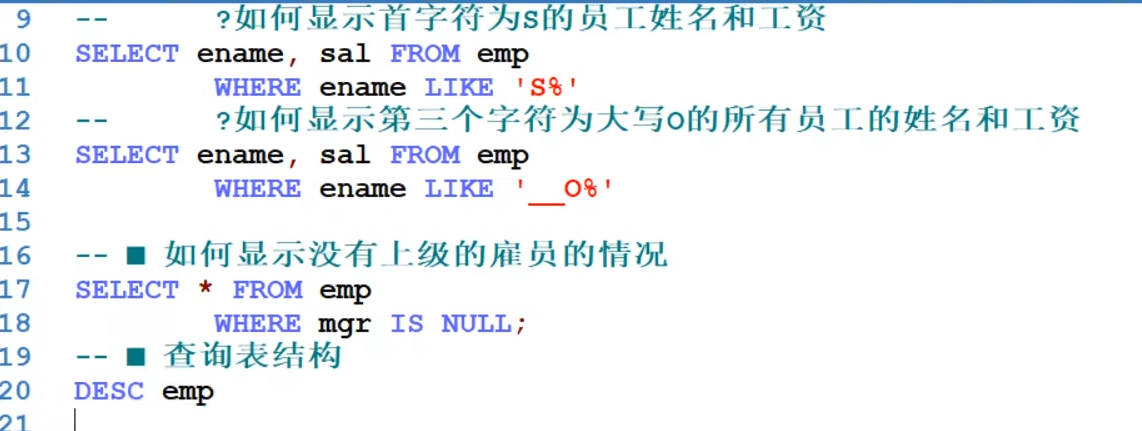 9 -- ?如何显示首字符为S的员工姓名和工资
10 SELECT ename, sal FROM emp
11 WHERE ename LIKE 'S%'
12 -- ?如何显示第三个字符为大写O的所有员工的姓名和工资
13 SELECT ename, sal FROM emp
14 WHERE ename LIKE '__O%'
15
16 -- ■ 如何显示没有上级的雇员的情况
17 SELECT * FROM emp
18 WHERE mgr IS NULL;
19 -- ■ 查询表结构
20 DESC emp
21